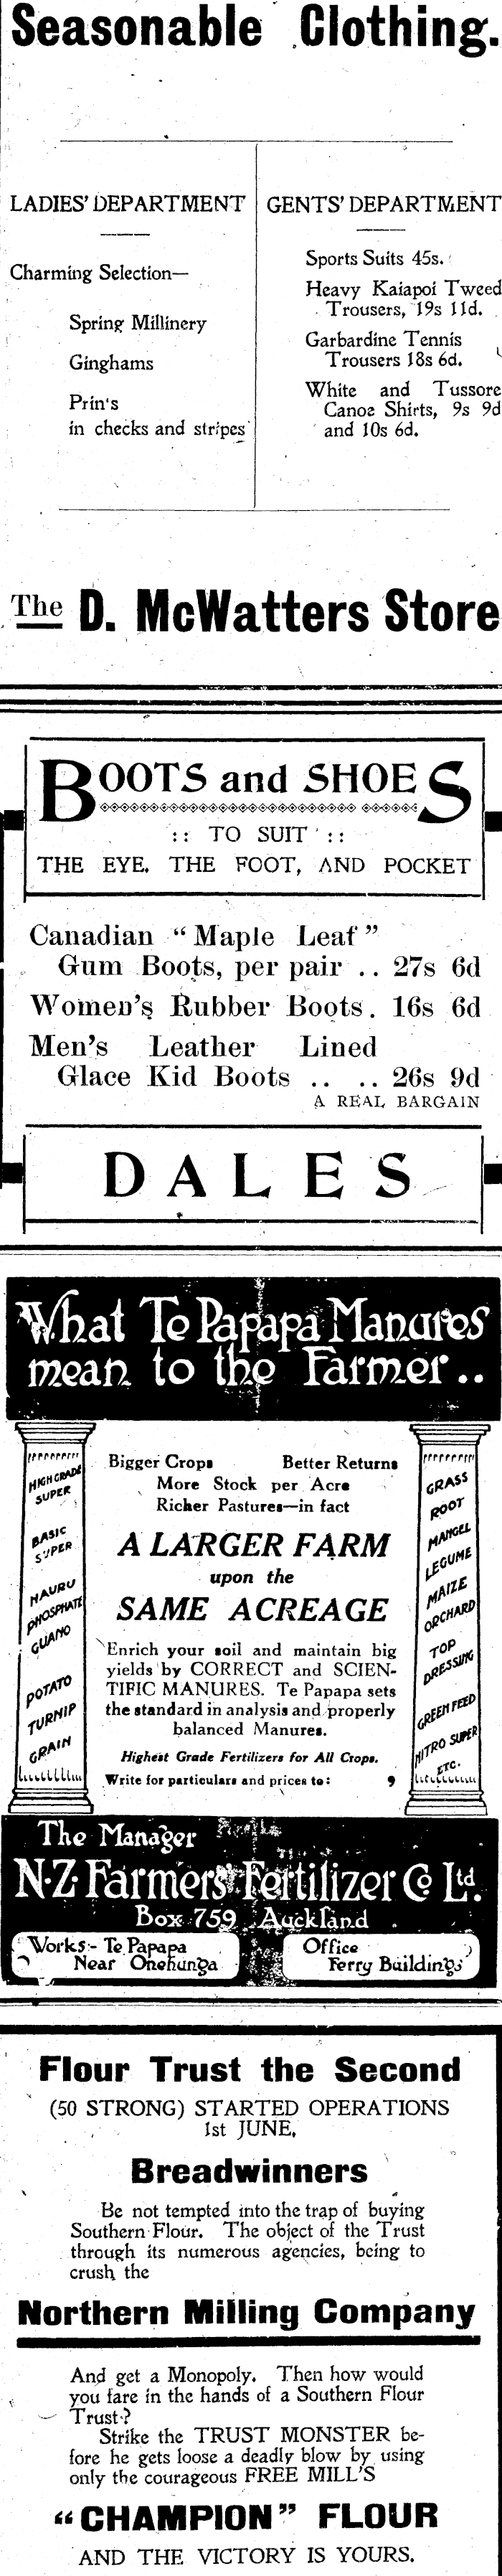 Seasonable Clothing.
LADIES' DEPARTMENT
Charming Selection—
Spring Millinery
Ginghams
Prin's
in checks and stripes
GENTS' DEPARTMENT
Sports Suits 45s.
Heavy Kaiapoi Tweed
Trousers, 19s 11d.
Garbardine Tennis
Trousers 18s 6d.
White and Tussore
Canoe Shirts, 9s 9d
and 10s 6d.
The D. McWatters Store
BOOTS and SHOES
:: TO SUIT ::
THE EYE. THE FOOT, AND POCKET
Canadian "Maple Leaf"
Gum Boots, per pair .. 27s 6d
Women's Rubber Boots. 16s 6d
Men's Leather Lined
Glace Kid Boots .. .. 26s 9d
A REAL BARGAIN
DALES
What Te Papapa Manures
mean to the Farmer..
HIGH GRADE
SUPER
BASIC
SUPER
NAURU
PHOSPHATE
GUANO
POTATO
TURNIP
GRAIN
Bigger Crops Better Returns
More Stock per Acre
Richer Pastures—in fact
A LARGER FARM
upon the
SAME ACREAGE
Enrich your soil and maintain big
yields by CORRECT and SCIEN-
TIFIC MANURES. Te Papapa sets
the standard in analysis and properly
balanced Manures.
Highest Grade Fertilizers for All Crops.
Write for particulars and prices to: 9
GRASS
ROOT
MANGEL
LEGUME
MAIZE
ORCHARD
TOP
DRESSING
GREEN FEED
NITRO SUPER
ETC.
The Manager
N·Z· Farmers' Fertilizer Co Ltd.
Box 759 Auckland
Works:- Te Papapa
Near Onehunga
Office
Ferry Buildings
Flour Trust the Second
(50 STRONG) STARTED OPERATIONS
1st JUNE.
Breadwinners
Be not tempted into the trap of buying
Southern Flour. The object of the Trust
through its numerous agencies, being to
crush the
Northern Milling Company
And get a Monopoly. Then how would
you fare in the hands of a Southern Flour
Trust?
Strike the TRUST MONSTER be-
fore he gets loose a deadly blow by using
only the courageous FREE MILL'S
"CHAMPION" FLOUR
AND THE VICTORY IS YOURS.